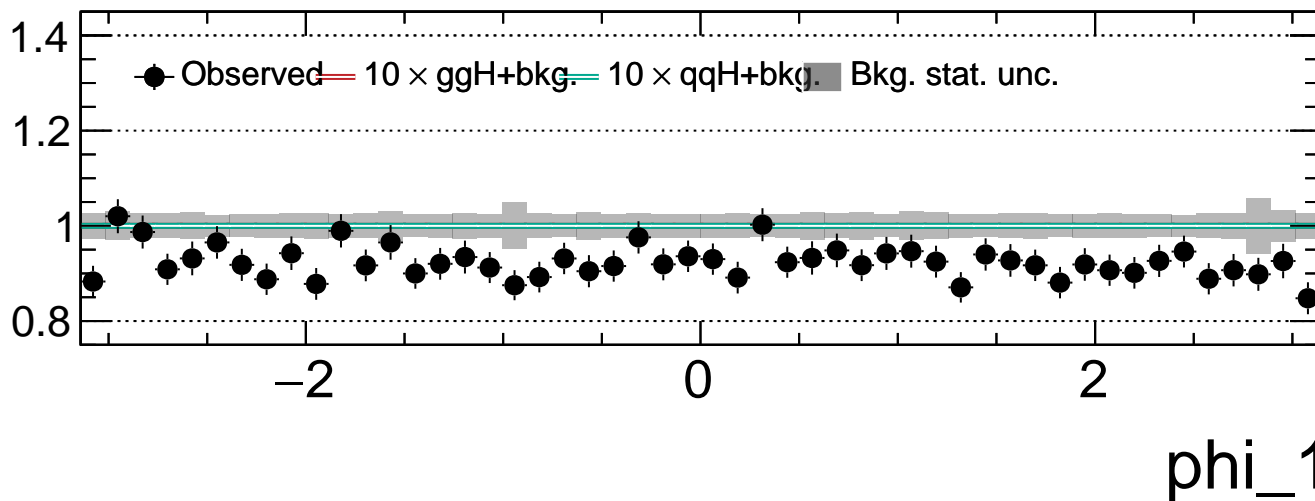 1.4
Observed 10 × ggH+bkg. 10 × qqH+bkg. Bkg. stat. unc.
1.2
1
0.8
−2 0 2
phi_1